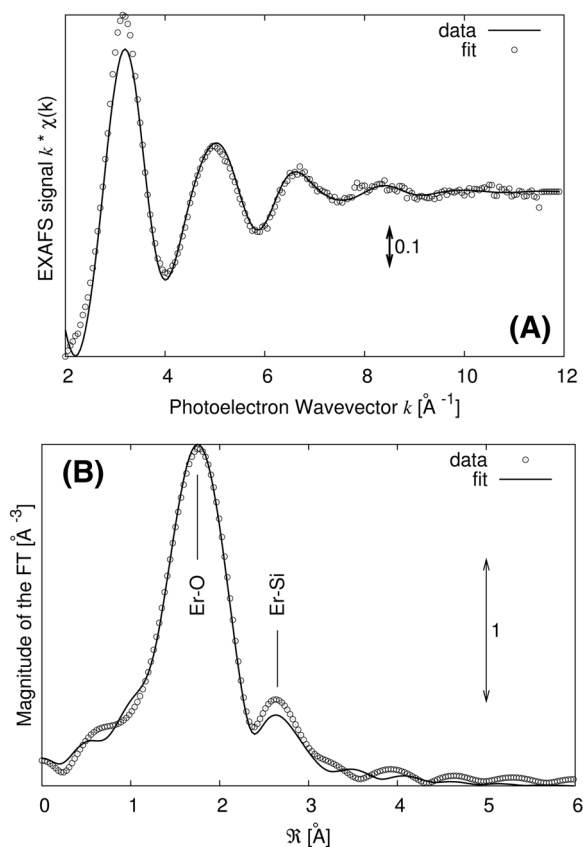 data
fit
EXAFS signal k * χ(k)
0.1
(A)
2 4 6 8 10 12
Photoelectron Wavevector k [Å -1]
(B)
data
fit
Magnitude of the FT [Å -3]
Er-O
Er-Si
1
0 1 2 3 4 5 6
ℜ [Å]